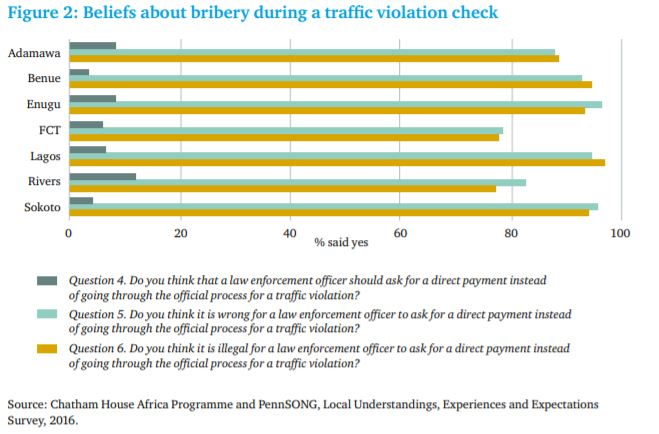 Figure 2: Beliefs about bribery during a traffic violation check
Adamawa
Benue
Enugu
FCT
Lagos
Rivers
Sokoto
0 20 40 60 80 100
% said yes
Question 4. Do you think that a law enforcement officer should ask for a direct payment instead
of going through the official process for a traffic violation?
Question 5. Do you think it is wrong for a law enforcement officer to ask for a direct payment instead
of going through the official process for a traffic violation?
Question 6. Do you think it is illegal for a law enforcement officer to ask for a direct payment instead
of going through the official process for a traffic violation?
Source: Chatham House Africa Programme and PennSONG, Local Understandings, Experiences and Expectations
Survey, 2016.